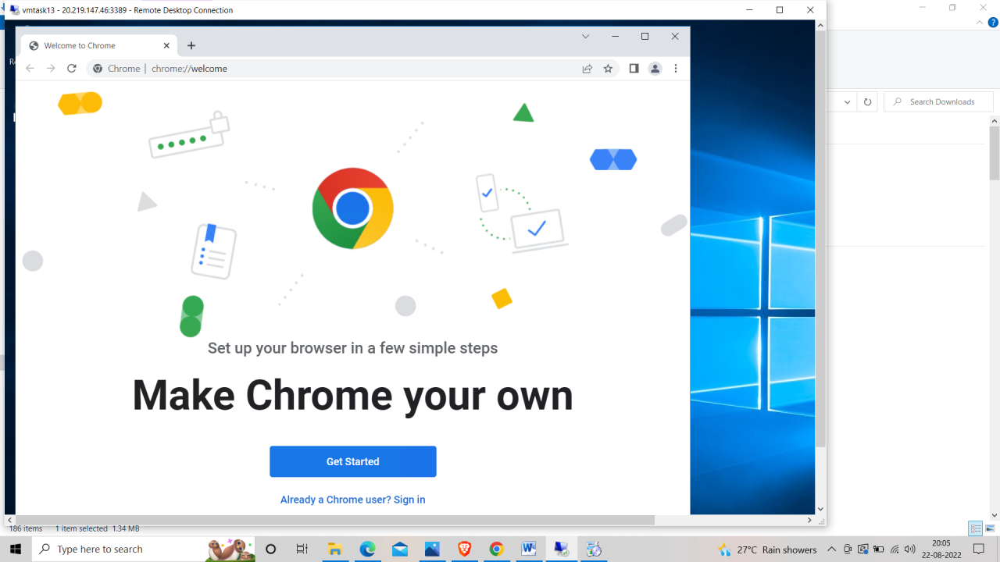 vmtask13 - 20.219.147.46:3389 - Remote Desktop Connection
Welcome to Chrome
Chrome | chrome://welcome
Search Downloads
Set up your browser in a few simple steps
Make Chrome your own
Get Started
Already a Chrome user? Sign in
186 items 1 item selected 1.34 MB
Type here to search
27°C Rain showers
20:05
22-08-2022